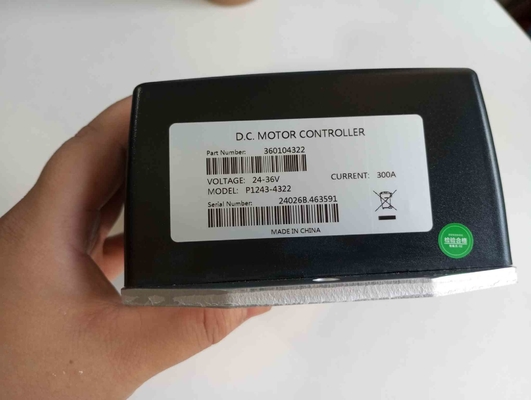 D.C. MOTOR CONTROLLER
Part Number: 360104322
VOLTAGE: 24-36V CURRENT: 300A
MODEL: P1243-4322
Serial Number: 24026B.463591
MADE IN CHINA